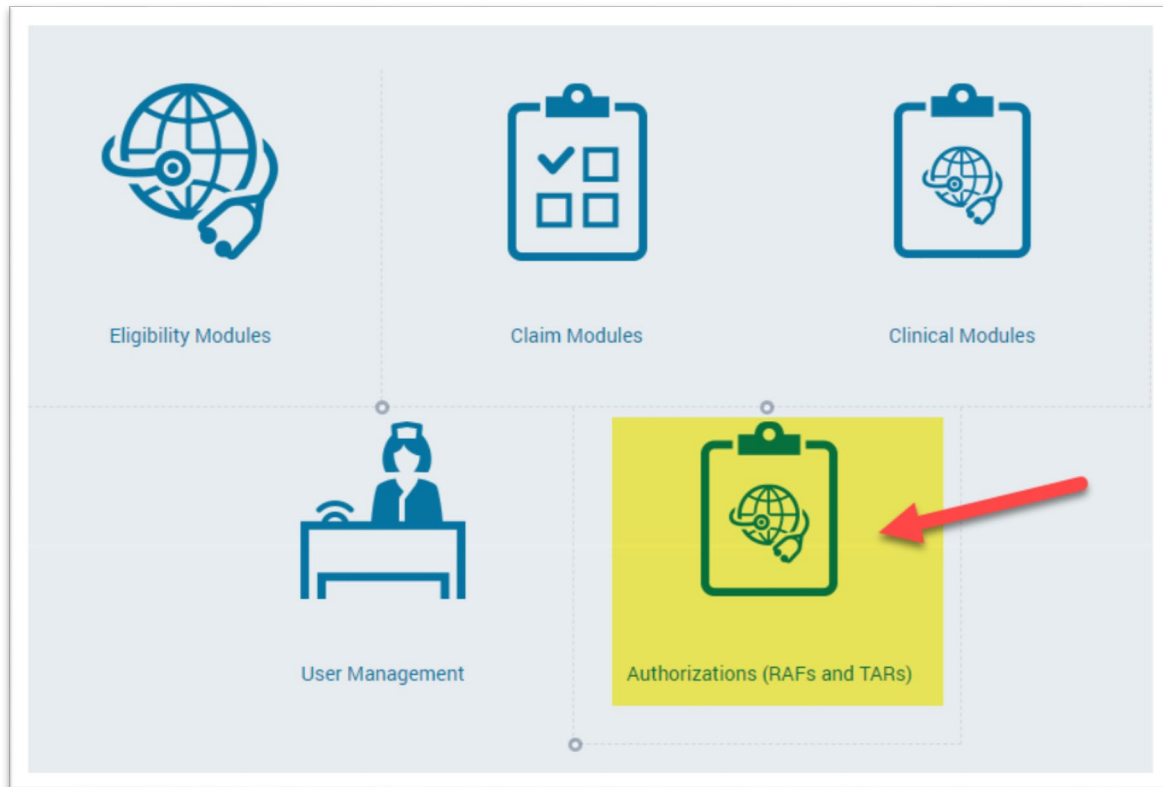 Eligibility Modules
Claim Modules
Clinical Modules
User Management
Authorizations (RAFs and TARs)